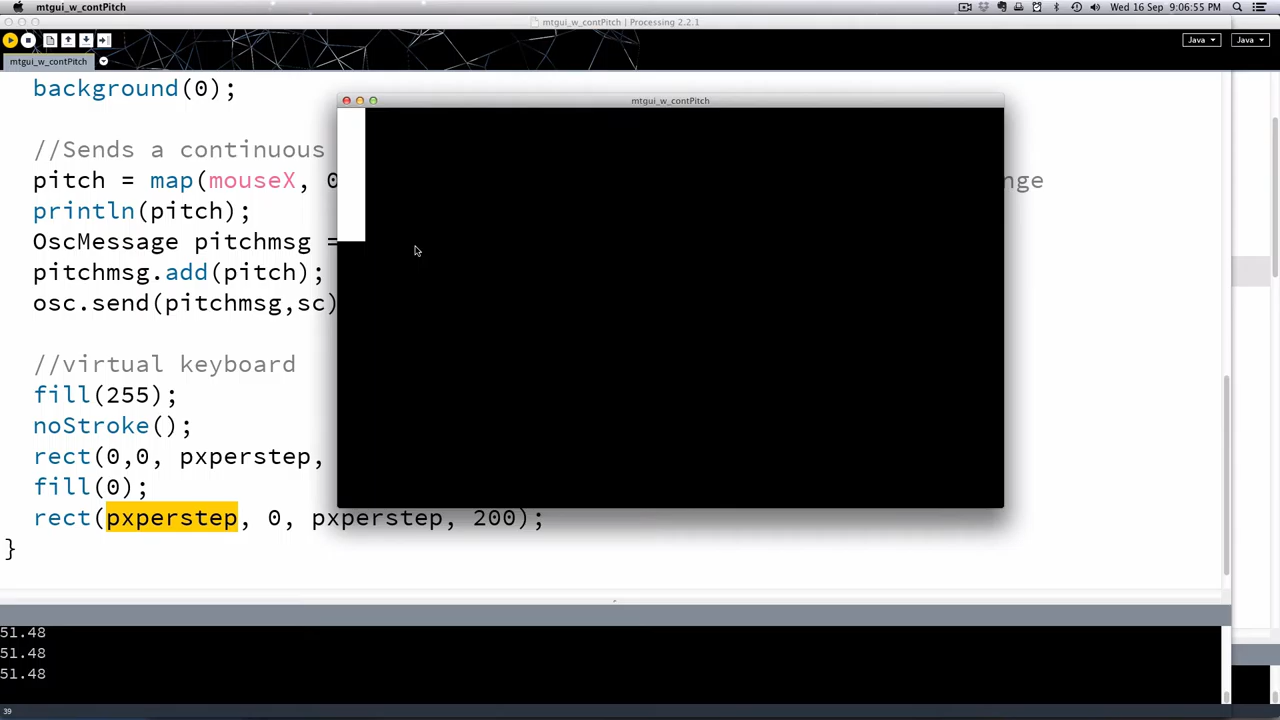 mtgui_w_contPitch
Wed 16 Sep 9:06:55 PM
mtgui_w_contPitch | Processing 2.2.1
Java
Java
mtgui_w_contPitch
mtgui_w_contPitch
background(0);
//Sends a continuous
pitch = map(mouseX, 0 nge
println(pitch);
OscMessage pitchmsg =
pitchmsg.add(pitch);
osc.send(pitchmsg,sc)
//virtual keyboard
fill(255);
noStroke();
rect(0,0, pxperstep,
fill(0);
rect(pxperstep, 0, pxperstep, 200);
}
51.48
51.48
51.48
39